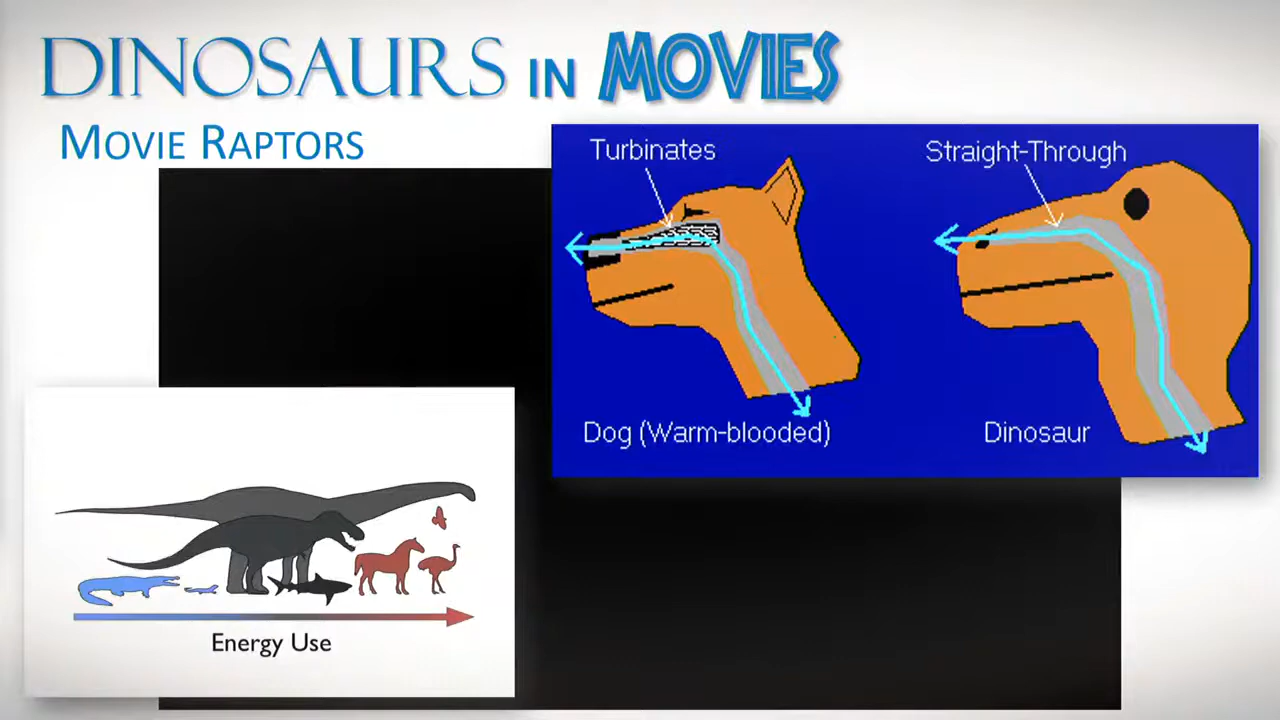 DINOSAURS IN MOVIES
MOVIE RAPTORS
Turbinates
Straight-Through
Dog (Warm-blooded)
Dinosaur
Energy Use